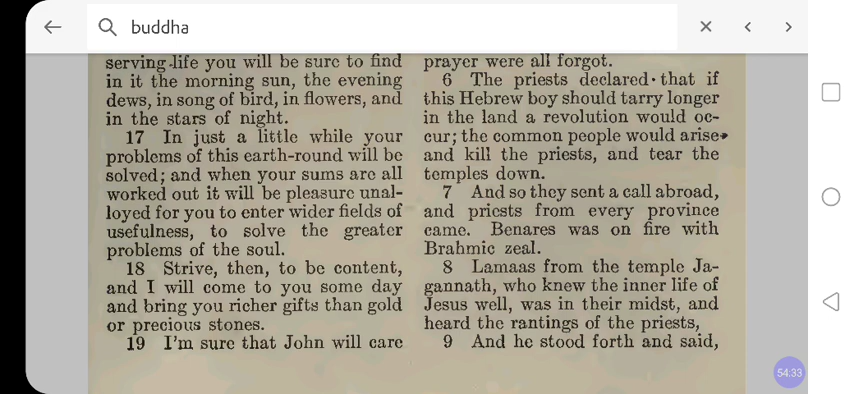 buddha
serving-life you will be sure to find
in it the morning sun, the evening
dews, in song of bird, in flowers, and
in the stars of night.
17 In just a little while your
problems of this earth-round will be
solved; and when your sums are all
worked out it will be pleasure unal-
loyed for you to enter wider fields of
usefulness, to solve the greater
problems of the soul.
18 Strive, then, to be content,
and I will come to you some day
and bring you richer gifts than gold
or precious stones.
19 I'm sure that John will care
prayer were all forgot.
6 The priests declared that if
this Hebrew boy should tarry longer
in the land a revolution would oc-
cur; the common people would arise
and kill the priests, and tear the
temples down.
7 And so they sent a call abroad,
and priests from every province
came. Benares was on fire with
Brahmic zeal.
8 Lamaas from the temple Ja-
gannath, who knew the inner life of
Jesus well, was in their midst, and
heard the rantings of the priests,
9 And he stood forth and said,
54:33